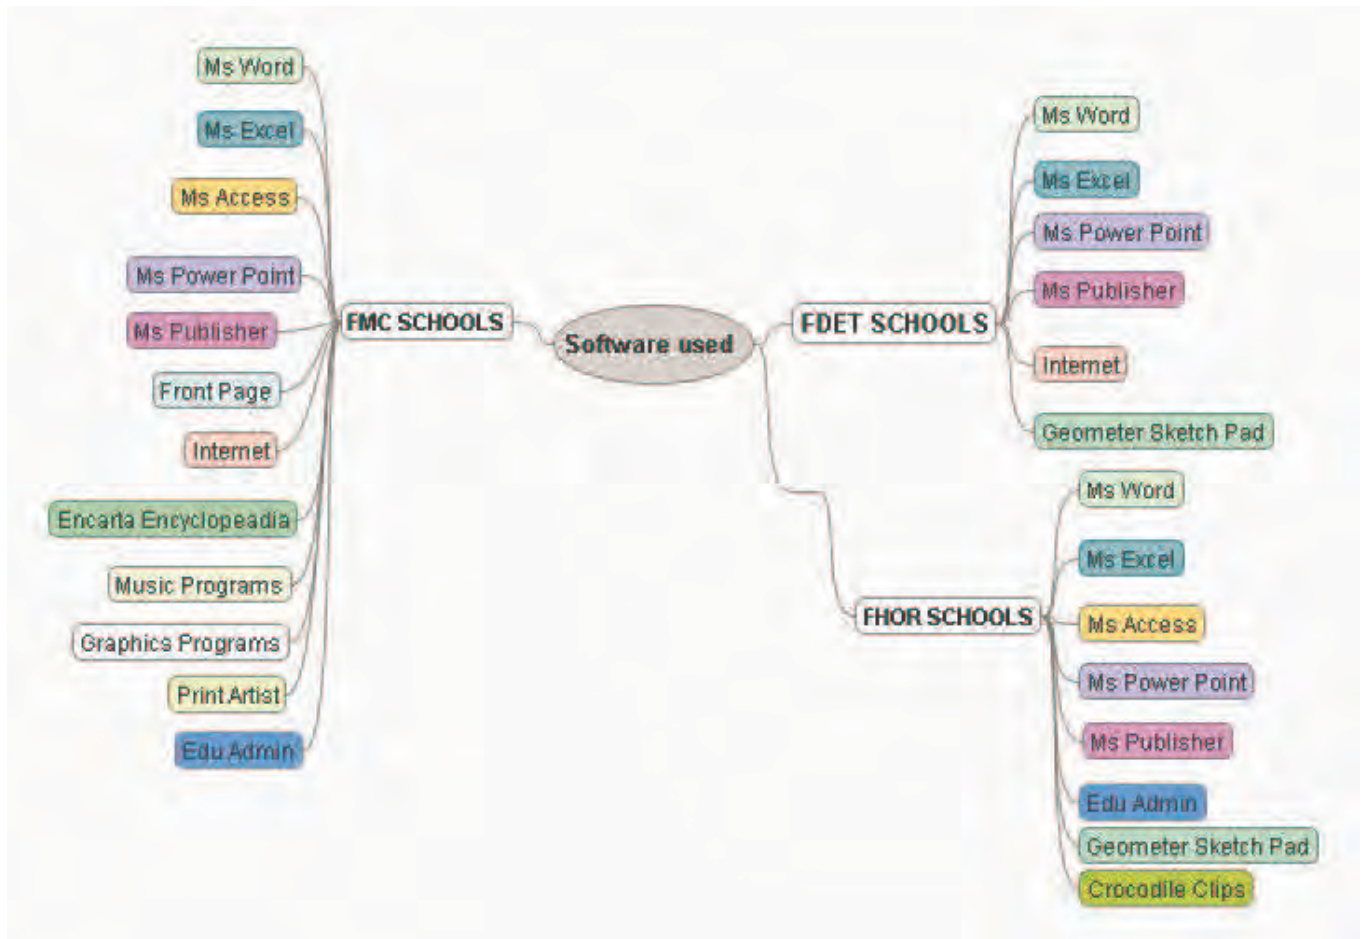 Ms Word
Ms Excel
Ms Access
Ms Power Point
Ms Publisher
Front Page
Internet
Encarta Encyclopeadia
Music Programs
Graphics Programs
Print Artist
Edu Admin
FMC SCHOOLS
Software used
FDET SCHOOLS
Ms Word
Ms Excel
Ms Power Point
Ms Publisher
Internet
Geometer Sketch Pad
FHOR SCHOOLS
Ms Word
Ms Excel
Ms Access
Ms Power Point
Ms Publisher
Edu Admin
Geometer Sketch Pad
Crocodile Clips